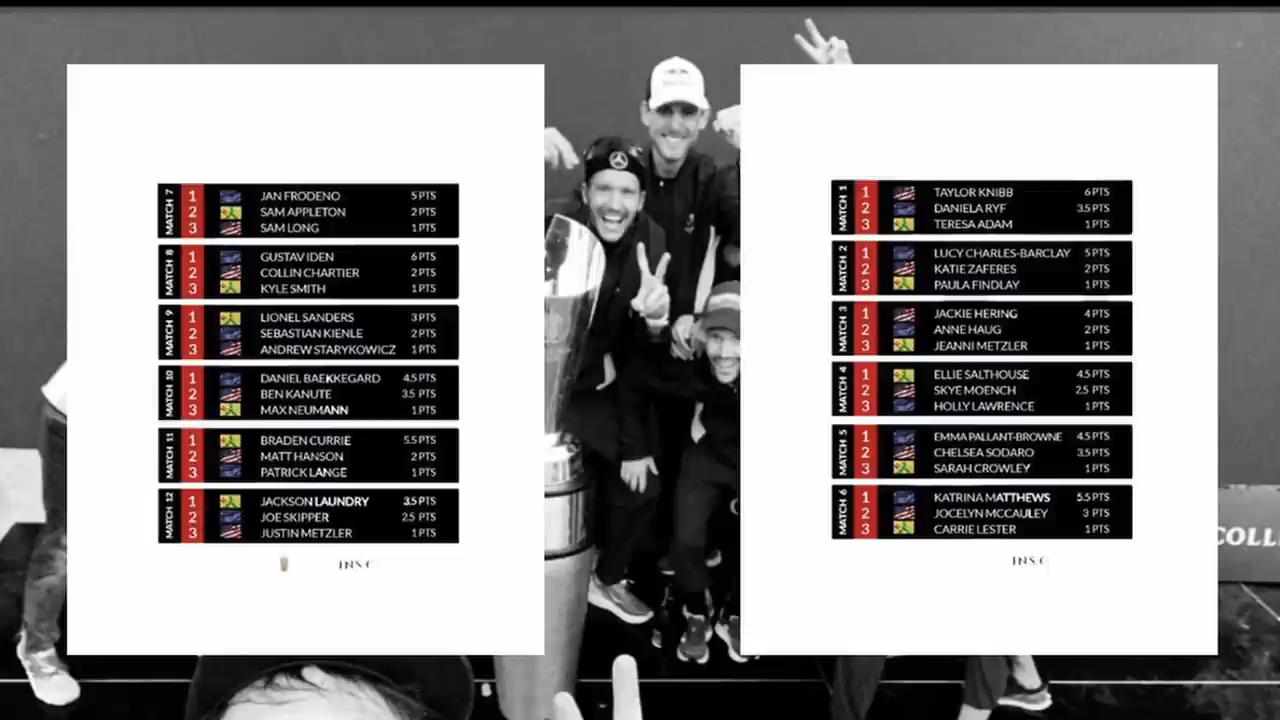 MATCH 7
1 JAN FRODENO 5 PTS
2 SAM APPLETON 2 PTS
3 SAM LONG 1 PTS
MATCH 8
1 GUSTAV IDEN 6 PTS
2 COLLIN CHARTIER 2 PTS
3 KYLE SMITH 1 PTS
MATCH 9
1 LIONEL SANDERS 3 PTS
2 SEBASTIAN KIENLE 2 PTS
3 ANDREW STARYKOWICZ 1 PTS
MATCH 10
1 DANIEL BAEKKEGARD 4.5 PTS
2 BEN KANUTE 3.5 PTS
3 MAX NEUMANN 1 PTS
MATCH 11
1 BRADEN CURRIE 5.5 PTS
2 MATT HANSON 2 PTS
3 PATRICK LANGE 1 PTS
MATCH 12
1 JACKSON LAUNDRY 3.5 PTS
2 JOE SKIPPER 2.5 PTS
3 JUSTIN METZLER 1 PTS
MATCH 1
1 TAYLOR KNIBB 6 PTS
2 DANIELA RYF 3.5 PTS
3 TERESA ADAM 1 PTS
MATCH 2
1 LUCY CHARLES-BARCLAY 5 PTS
2 KATIE ZAFERES 2 PTS
3 PAULA FINDLAY 1 PTS
MATCH 3
1 JACKIE HERING 4 PTS
2 ANNE HAUG 2 PTS
3 JEANNI METZLER 1 PTS
MATCH 4
1 ELLIE SALTHOUSE 4.5 PTS
2 SKYE MOENCH 2.5 PTS
3 HOLLY LAWRENCE 1 PTS
MATCH 5
1 EMMA PALLANT-BROWNE 4.5 PTS
2 CHELSEA SODARO 3.5 PTS
3 SARAH CROWLEY 1 PTS
MATCH 6
1 KATRINA MATTHEWS 5.5 PTS
2 JOCELYN MCCAULEY 3 PTS
3 CARRIE LESTER 1 PTS
COLL